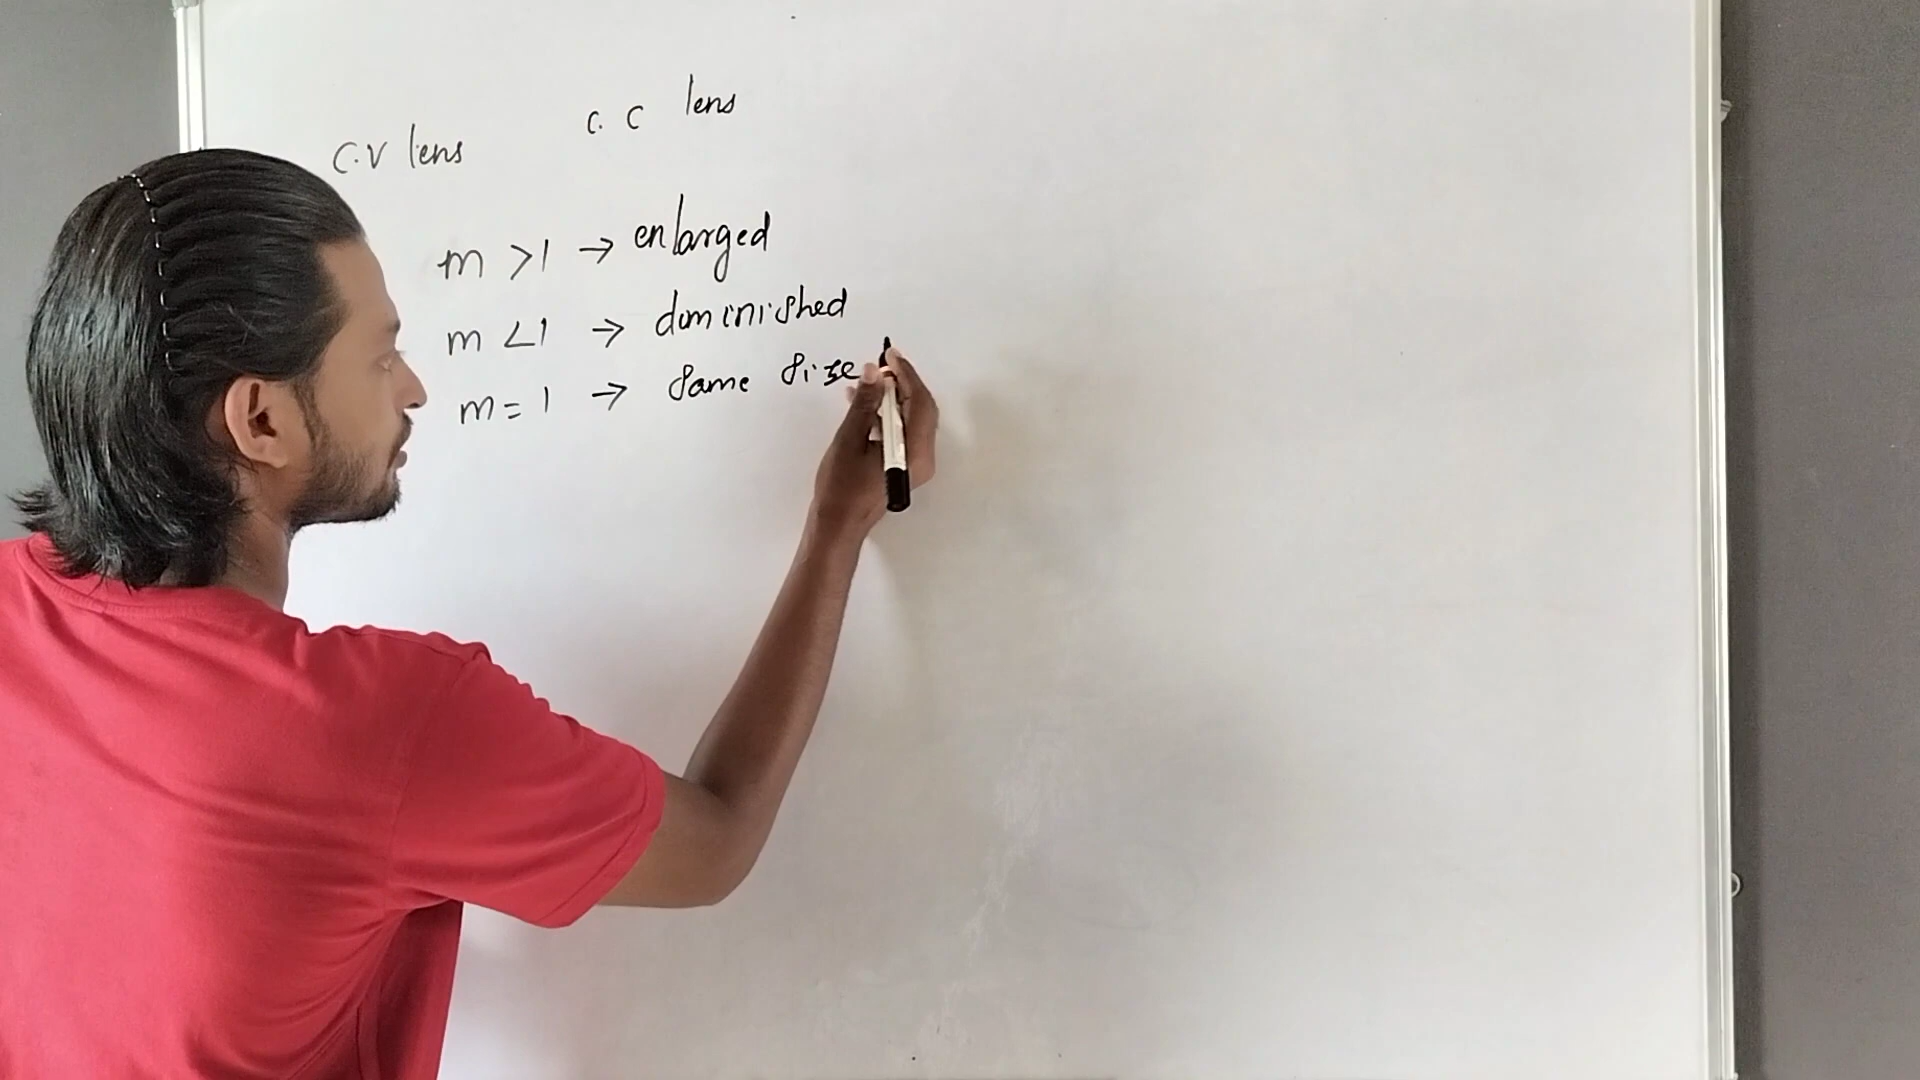 C.V lens
C.C lens
m > 1 → enlarged
m < 1 → diminished
m = 1 → Same Size